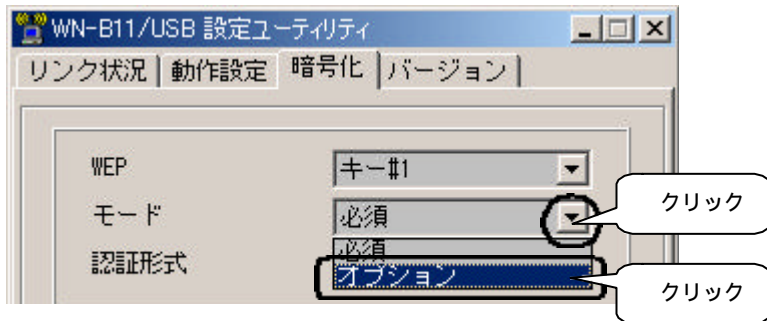 WN-B11/USB 設定ユーティリティ
リンク状況 動作設定 暗号化 バージョン
WEP キー#1
モード 必須
クリック
必須
認証形式 オプション
クリック